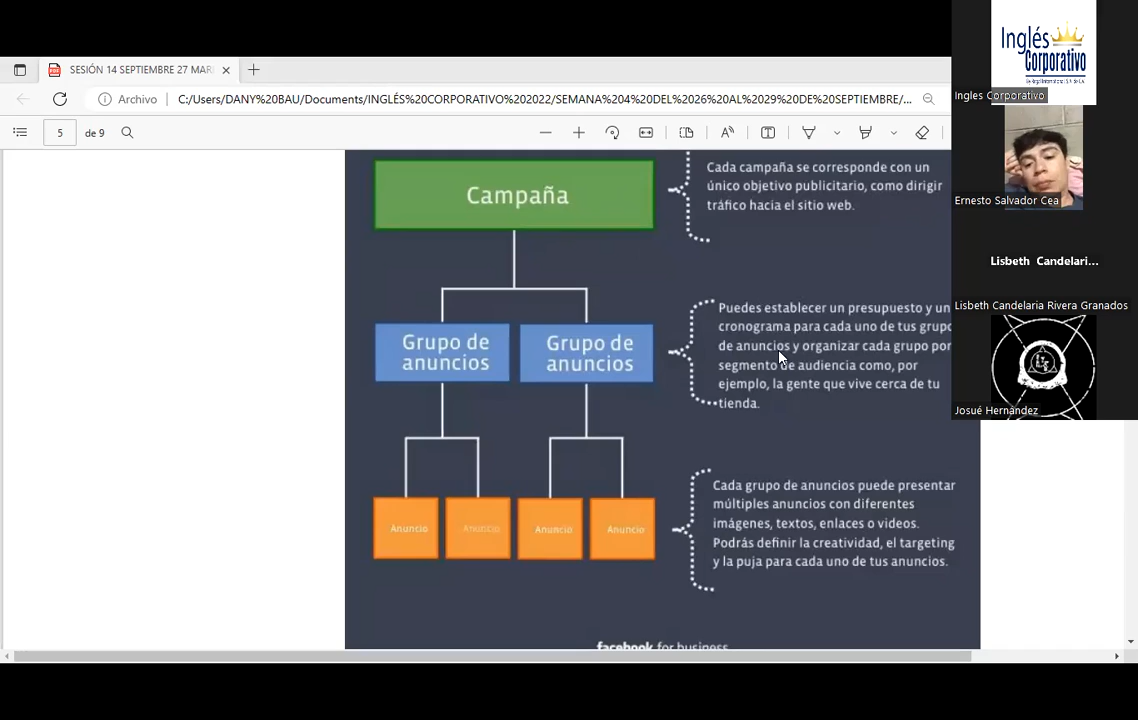 SESIÓN 14 SEPTIEMBRE 27 MAR
Archivo
C:/Users/DANY%20BAU/Documents/INGLÉS%20CORPORATIVO%202022/SEMANA%204%20DEL%2026%20AL%2029%20DE%20SEPTIEMBRE/...
5 de 9
Campaña
Cada campaña se corresponde con un
único objetivo publicitario, como dirigir
tráfico hacia el sitio web.
Grupo de
anuncios
Grupo de
anuncios
Puedes establecer un presupuesto y un
cronograma para cada uno de tus grupo
de anuncios y organizar cada grupo por
segmento de audiencia como, por
ejemplo, la gente que vive cerca de tu
tienda.
Anuncio
Anuncio
Anuncio
Anuncio
Cada grupo de anuncios puede presentar
múltiples anuncios con diferentes
imágenes, textos, enlaces o videos.
Podrás definir la creatividad, el targeting
y la puja para cada uno de tus anuncios.
facebook for business
Inglés
Corporativo
Ingles Corporativo
Ernesto Salvador Cea
Lisbeth Candelari...
Lisbeth Candelaria Rivera Granados
Josué Hernández